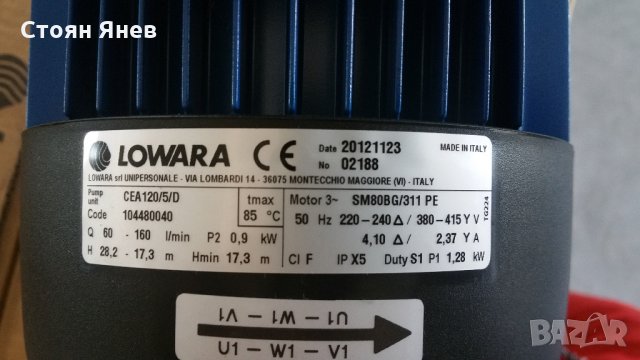 Стоян Янев
LOWARA CE Date 20121123 MADE IN ITALY
No 02188
LOWARA srl UNIPERSONALE - VIA LOMBARDI 14 - 36075 MONTECCHIO MAGGIORE (VI) - ITALY
Pump unit CEA120/5/D tmax Motor 3~ SM80BG/311 PE
Code 104480040 85 °C 50 Hz 220-240 Δ / 380-415 Y V
Q 60 - 160 l/min P2 0,9 kW 4,10 Δ / 2,37 Y A
H 28,2 - 17,3 m Hmin 17,3 m Cl F IP X5 Duty S1 P1 1,28 kW
TG224
U1 - W1 - V1
U1 - W1 - V1
BAZAR